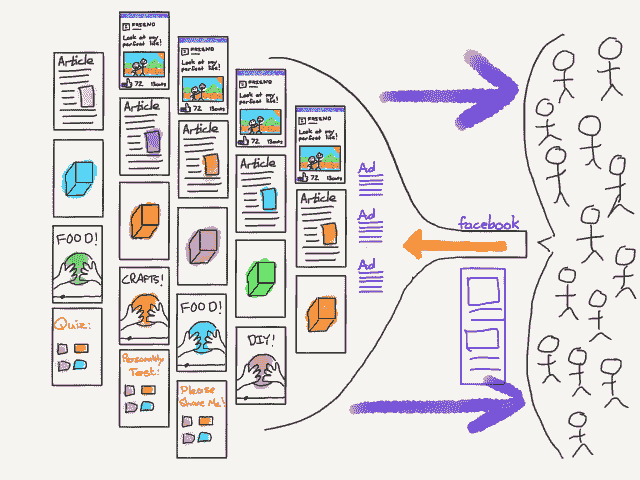 Article
FOOD!
Quiz:
FRIEND
Look at my
perfect life!
72
Article
CRAFTS!
Personality
Test!
FRIEND
Look at my
perfect life!
72
Article
FOOD!
Please
Share Me!
FRIEND
Look at my
perfect life!
72
Article
DIY!
FRIEND
Look at my
perfect life!
72
Article
Ad
Ad
Ad
facebook